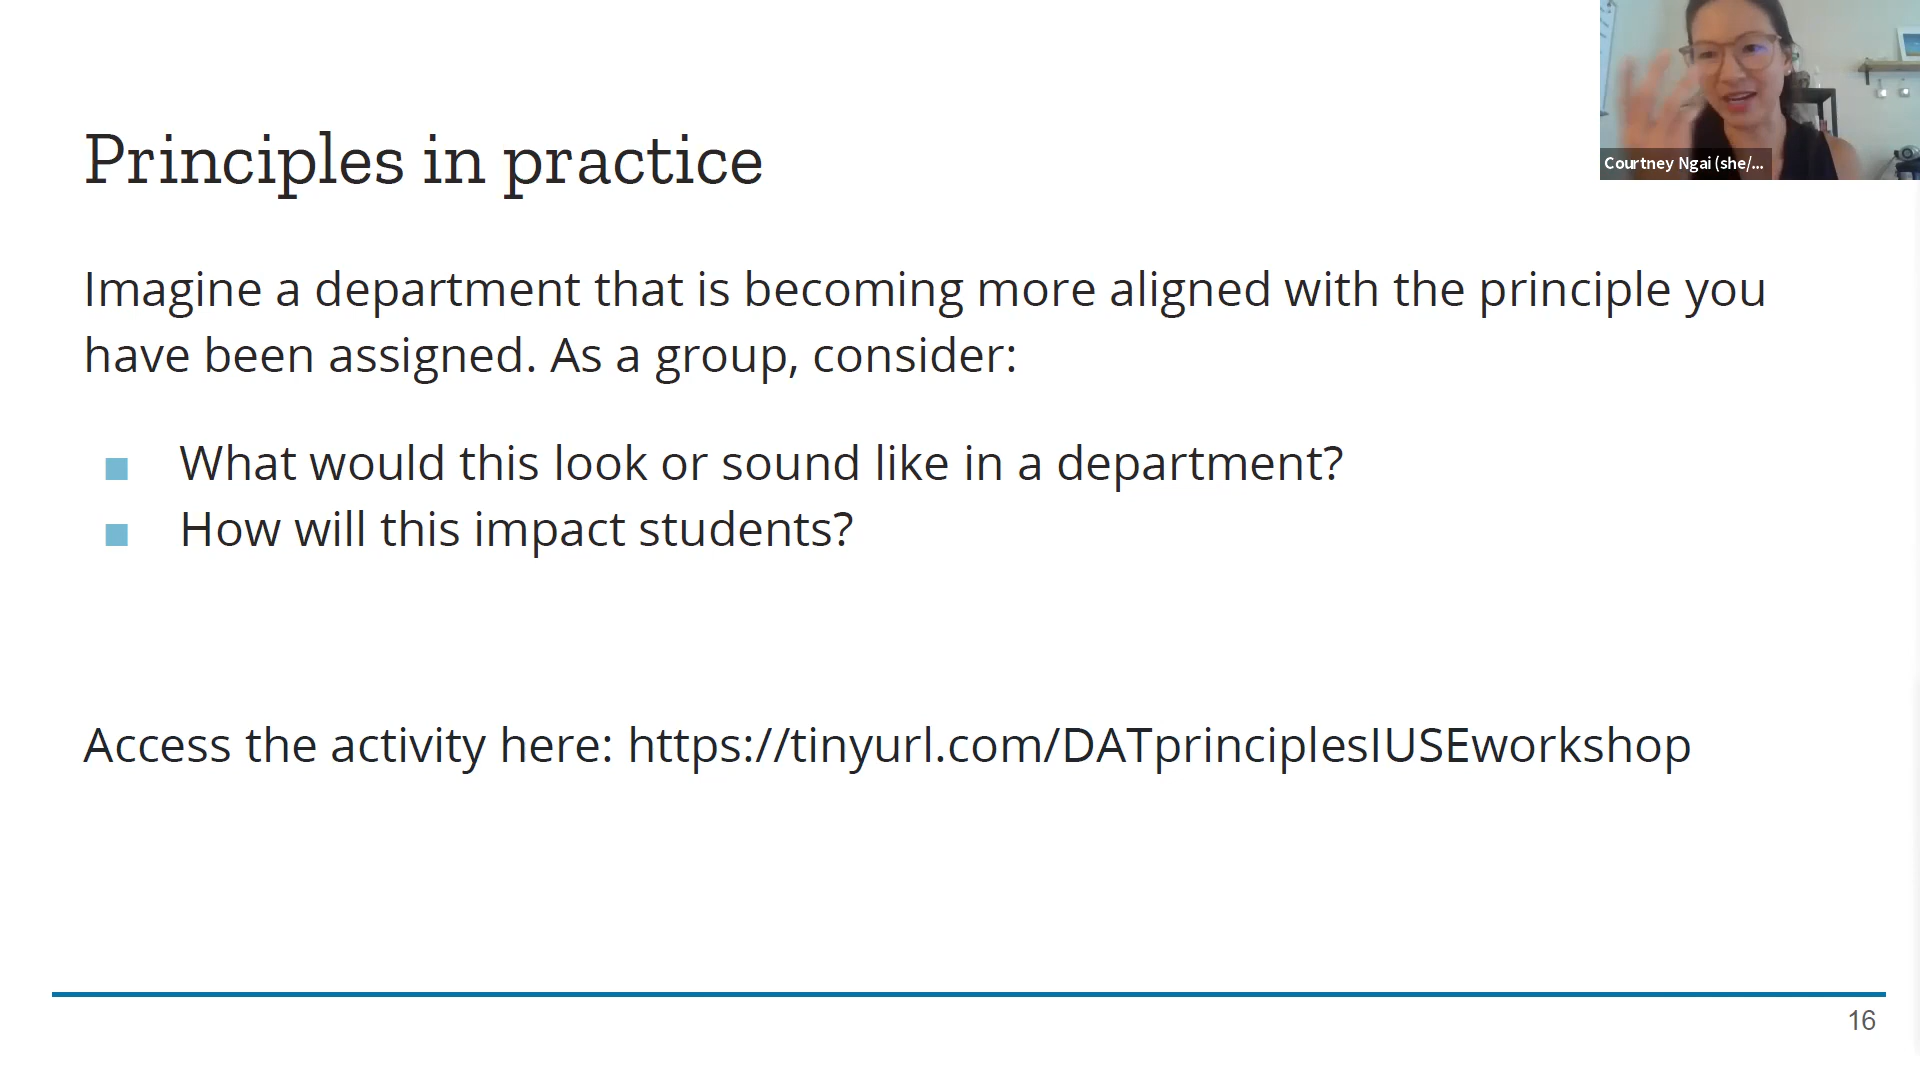 Principles in practice
Courtney Ngai (she/...
Imagine a department that is becoming more aligned with the principle you
have been assigned. As a group, consider:
What would this look or sound like in a department?
How will this impact students?
Access the activity here: https://tinyurl.com/DATprinciplesIUSEworkshop
16